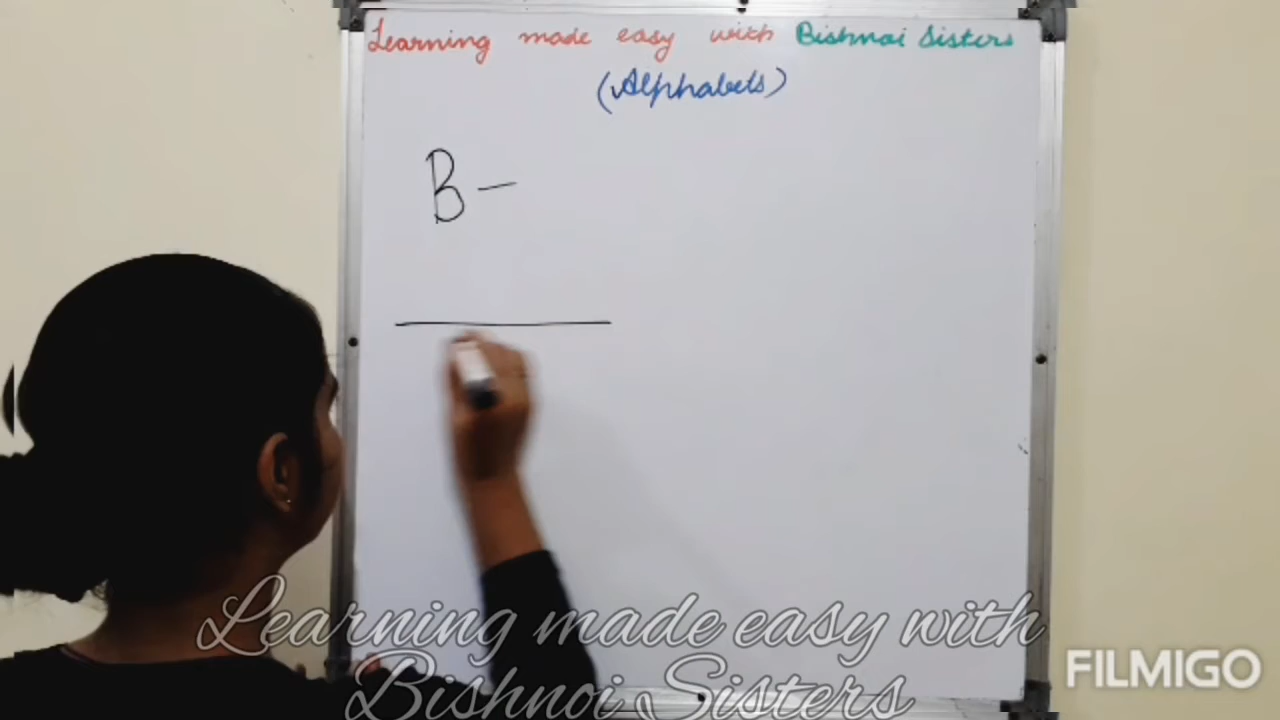 Learning made easy with Bishnoi Sisters
(Alphabets)
B –
Learning made easy with
Bishnoi Sisters
FILMIGO